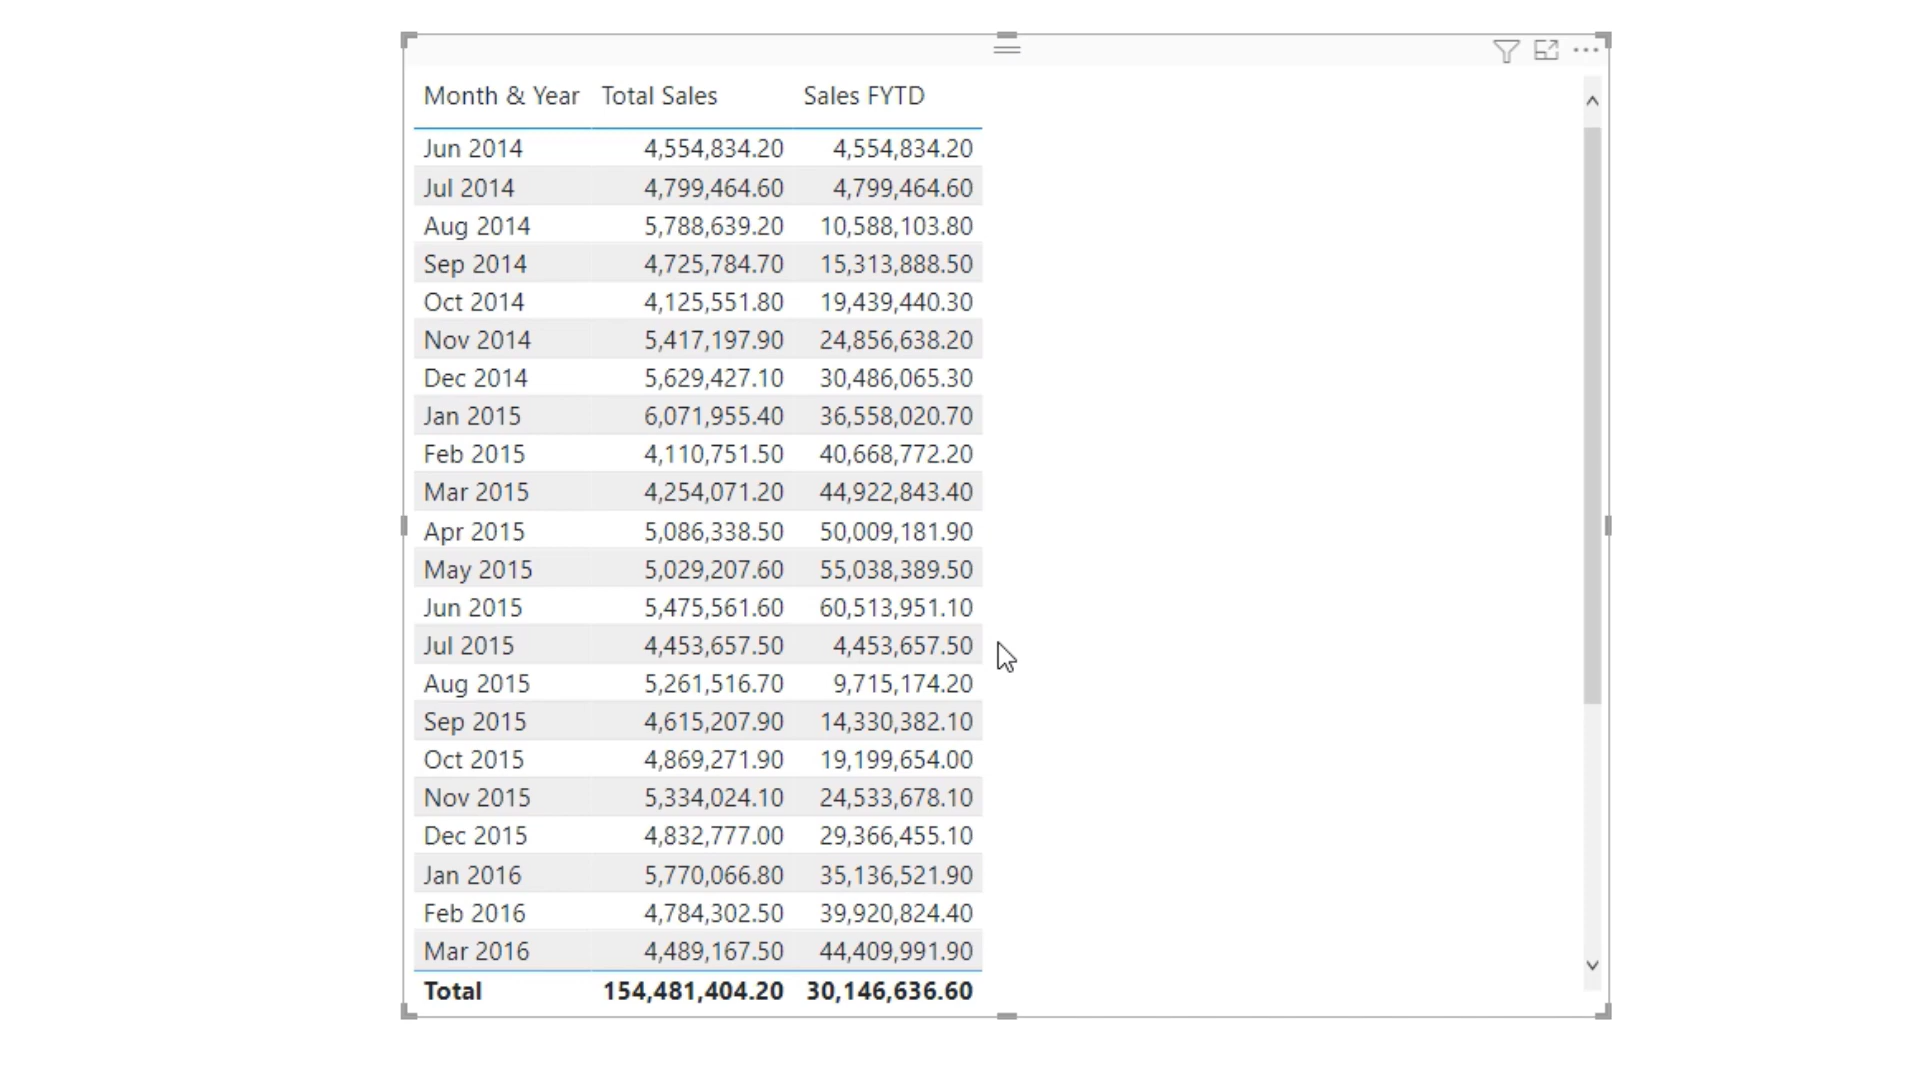 Month & Year Total Sales Sales FYTD
Jun 2014 4,554,834.20 4,554,834.20
Jul 2014 4,799,464.60 4,799,464.60
Aug 2014 5,788,639.20 10,588,103.80
Sep 2014 4,725,784.70 15,313,888.50
Oct 2014 4,125,551.80 19,439,440.30
Nov 2014 5,417,197.90 24,856,638.20
Dec 2014 5,629,427.10 30,486,065.30
Jan 2015 6,071,955.40 36,558,020.70
Feb 2015 4,110,751.50 40,668,772.20
Mar 2015 4,254,071.20 44,922,843.40
Apr 2015 5,086,338.50 50,009,181.90
May 2015 5,029,207.60 55,038,389.50
Jun 2015 5,475,561.60 60,513,951.10
Jul 2015 4,453,657.50 4,453,657.50
Aug 2015 5,261,516.70 9,715,174.20
Sep 2015 4,615,207.90 14,330,382.10
Oct 2015 4,869,271.90 19,199,654.00
Nov 2015 5,334,024.10 24,533,678.10
Dec 2015 4,832,777.00 29,366,455.10
Jan 2016 5,770,066.80 35,136,521.90
Feb 2016 4,784,302.50 39,920,824.40
Mar 2016 4,489,167.50 44,409,991.90
Total 154,481,404.20 30,146,636.60